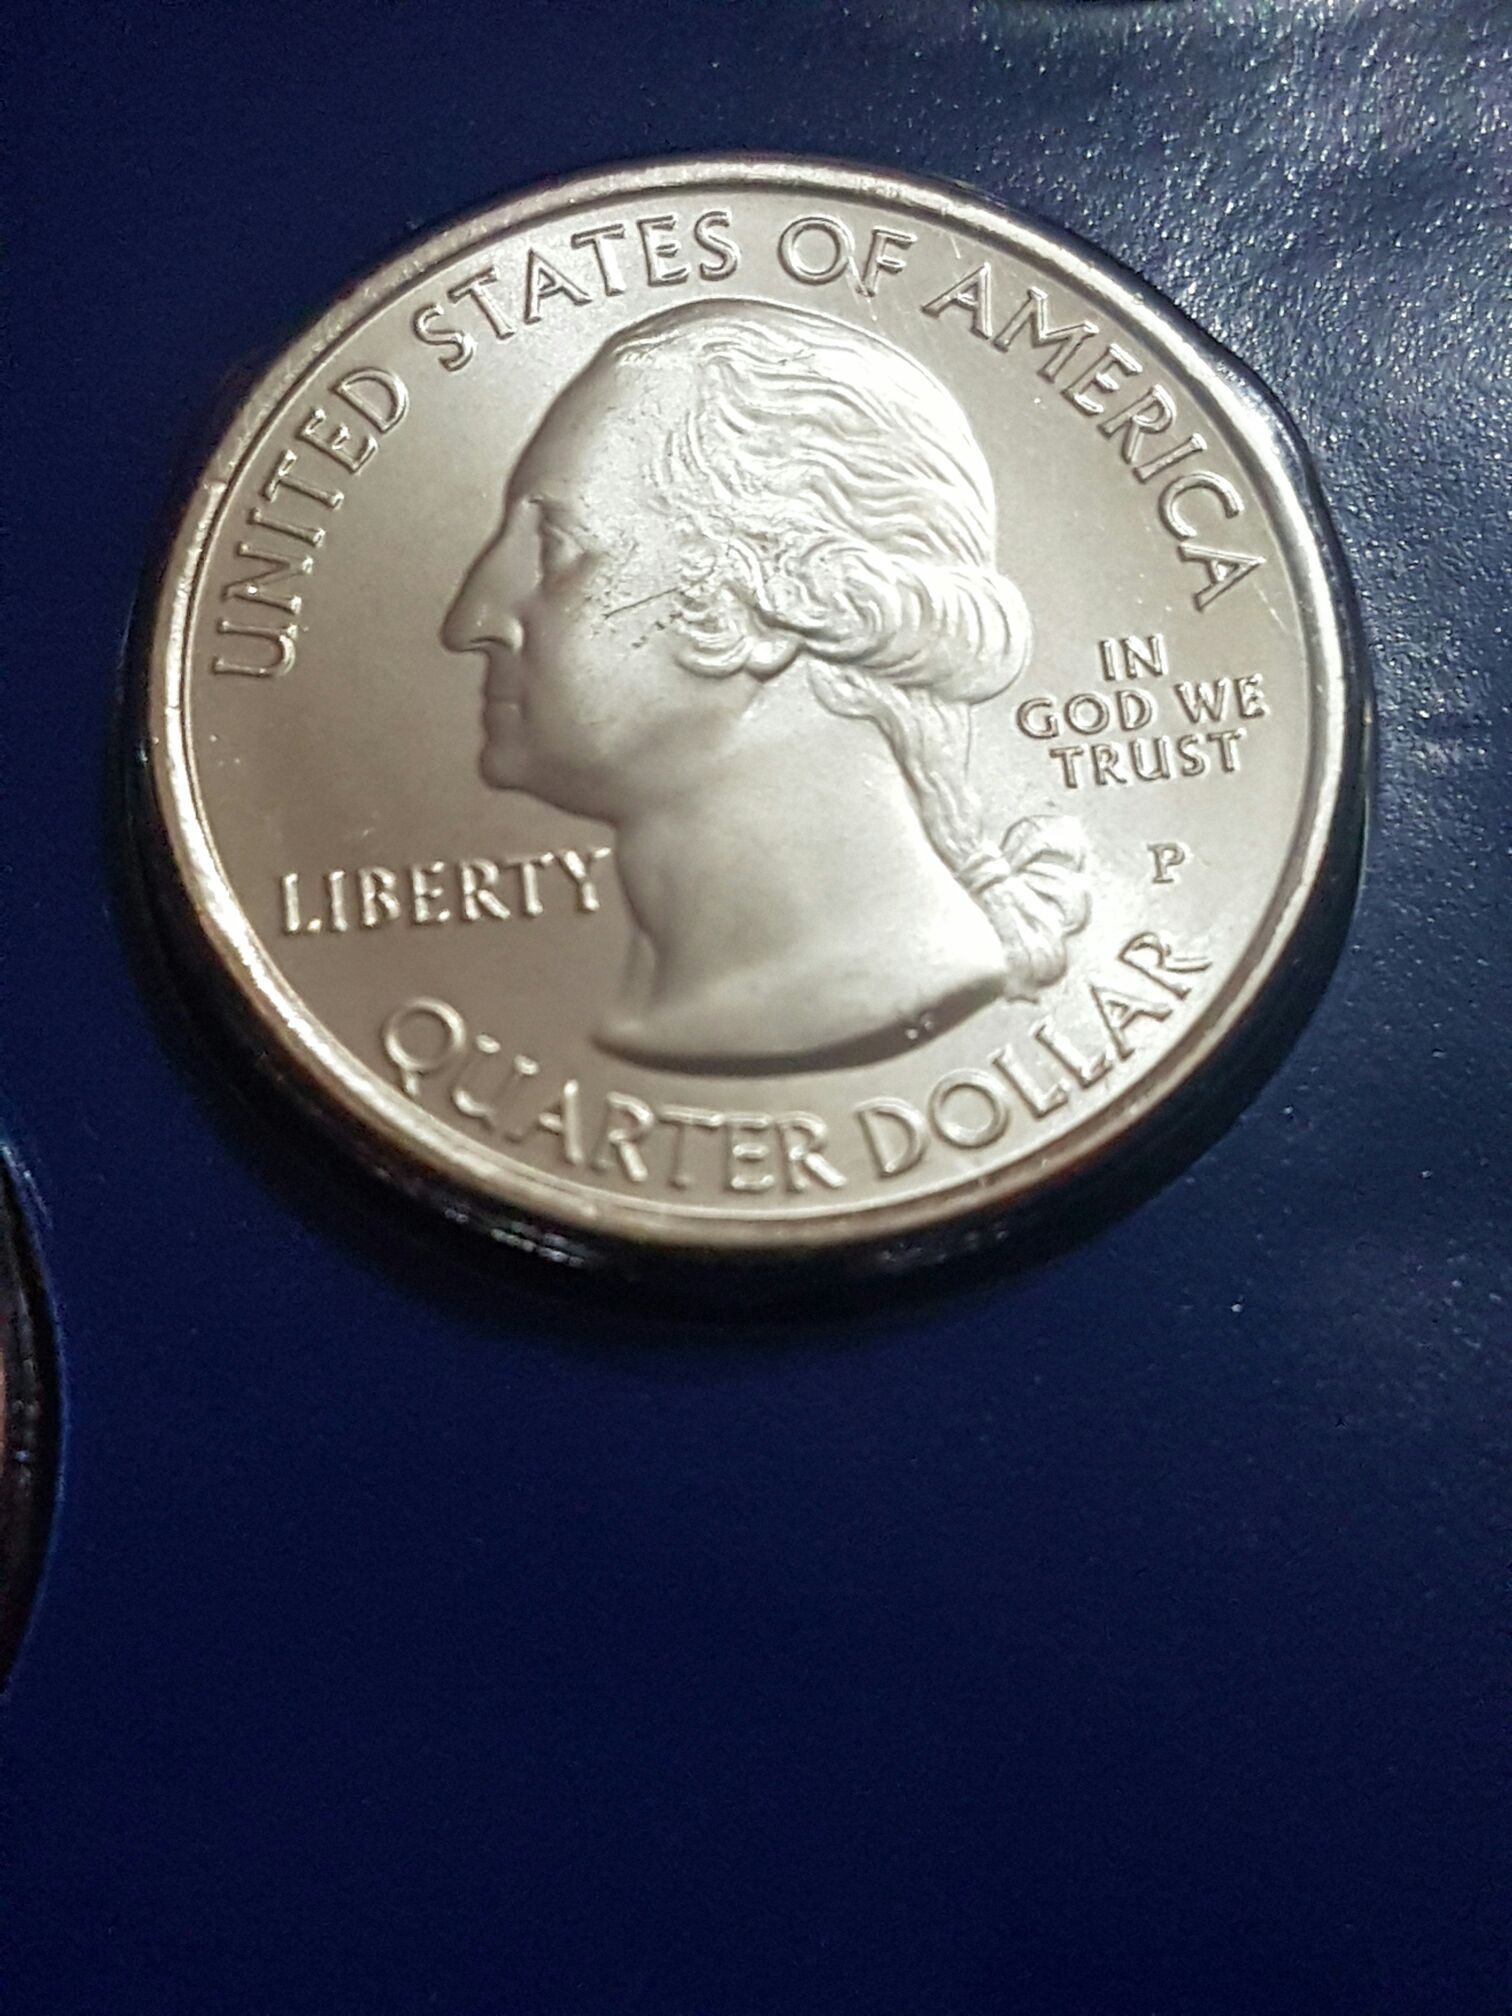 UNITED STATES OF AMERICA
IN
GOD WE
TRUST
LIBERTY
P
QUARTER DOLLAR